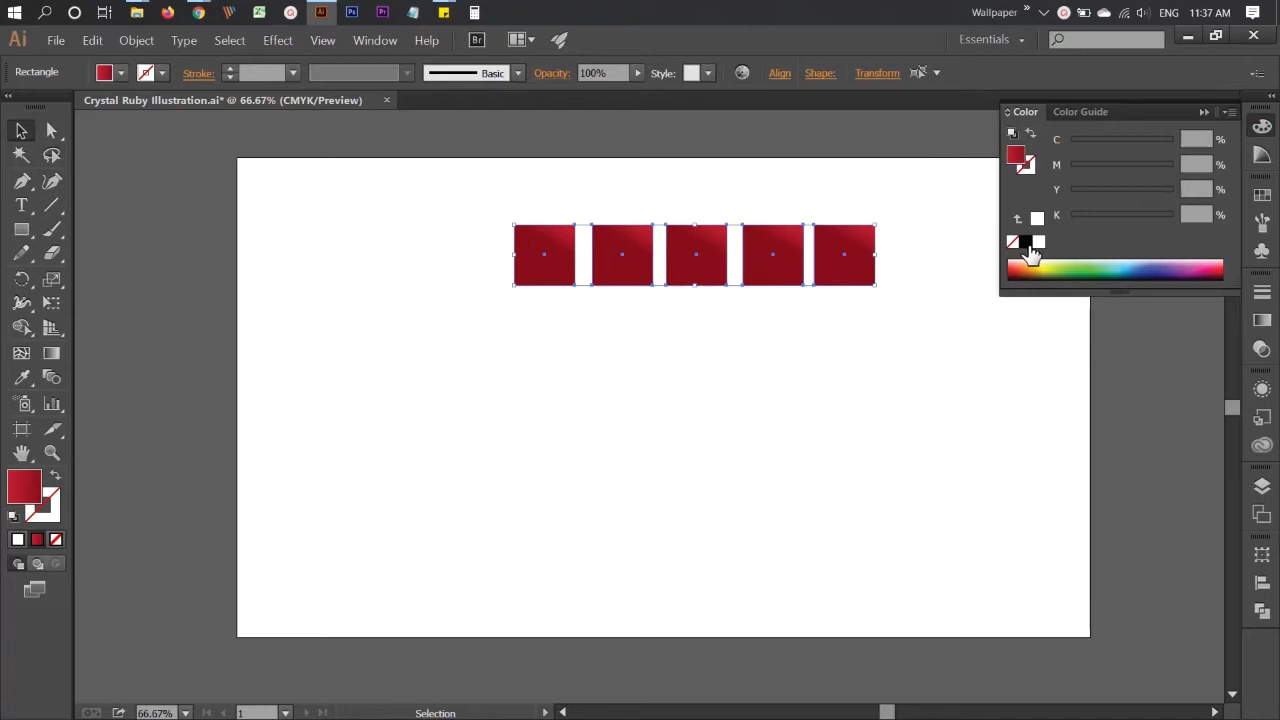 Wallpaper
ENG
11:37 AM
Ai
File
Edit
Object
Type
Select
Effect
View
Window
Help
Br
Essentials
Rectangle
Stroke:
Basic
Opacity:
100%
Style:
Align
Shape:
Transform
Crystal Ruby Illustration.ai* @ 66.67% (CMYK/Preview)
Color
Color Guide
C
%
M
%
Y
%
K
%
T
66.67%
1
Selection